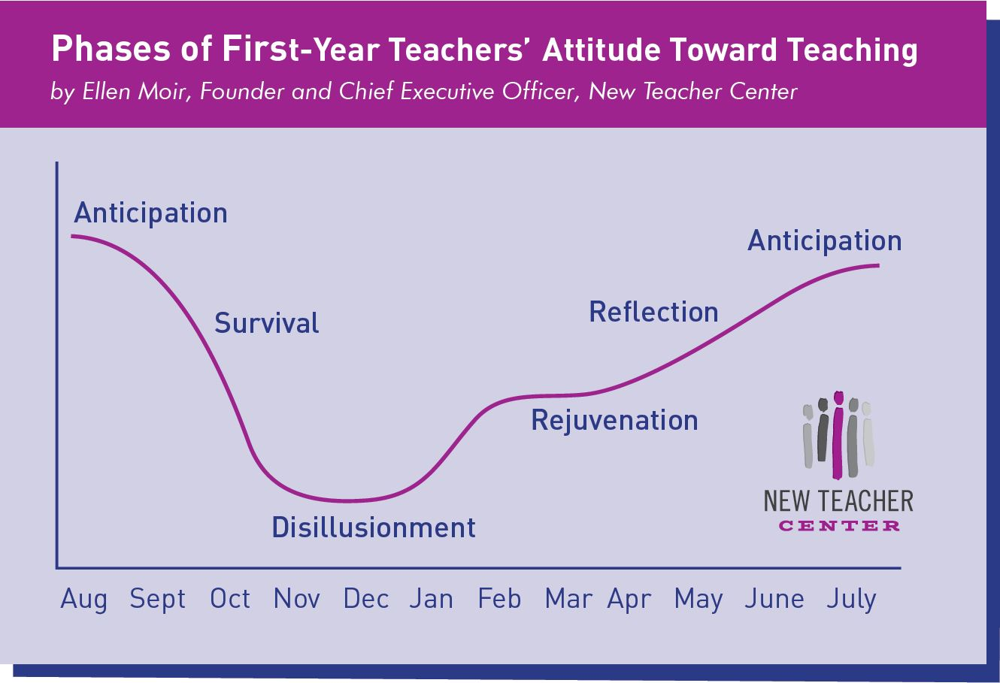 Phases of First-Year Teachers’ Attitude Toward Teaching
by Ellen Moir, Founder and Chief Executive Officer, New Teacher Center
Anticipation
Anticipation
Reflection
Survival
Rejuvenation
NEW TEACHER
CENTER
Disillusionment
Aug Sept Oct Nov Dec Jan Feb Mar Apr May June July